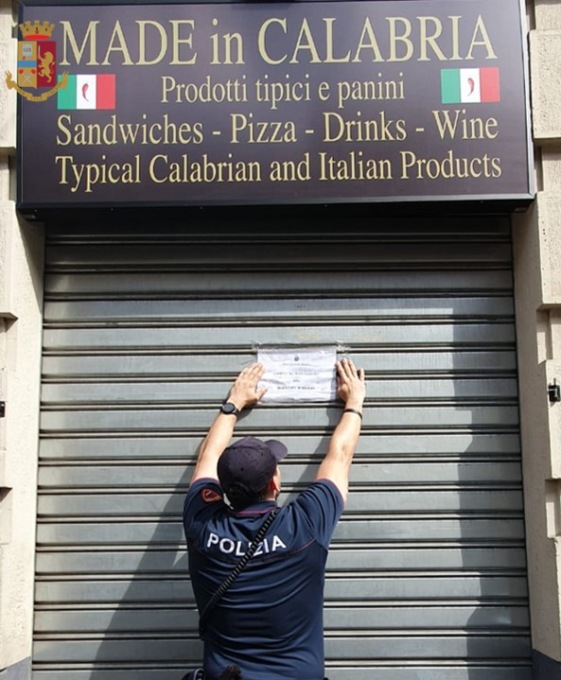 MADE in CALABRIA
Prodotti tipici e panini
Sandwiches - Pizza - Drinks - Wine
Typical Calabrian and Italian Products
POLIZIA